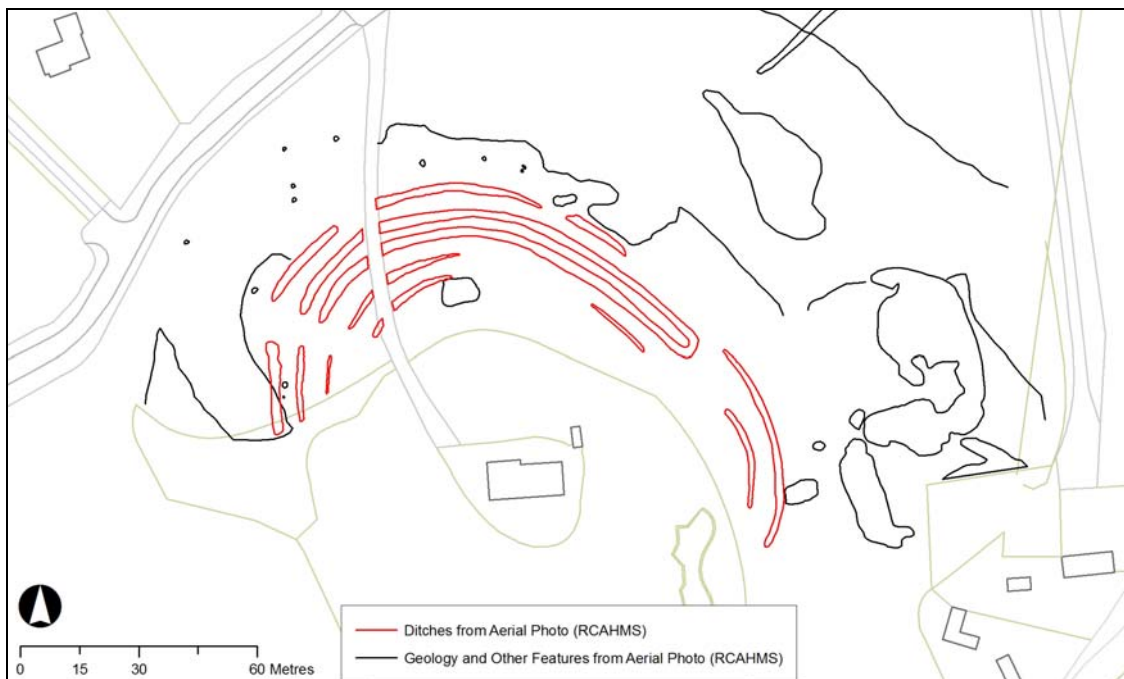 Ditches from Aerial Photo (RCAHMS)
Geology and Other Features from Aerial Photo (RCAHMS)
0 15 30 60 Metres